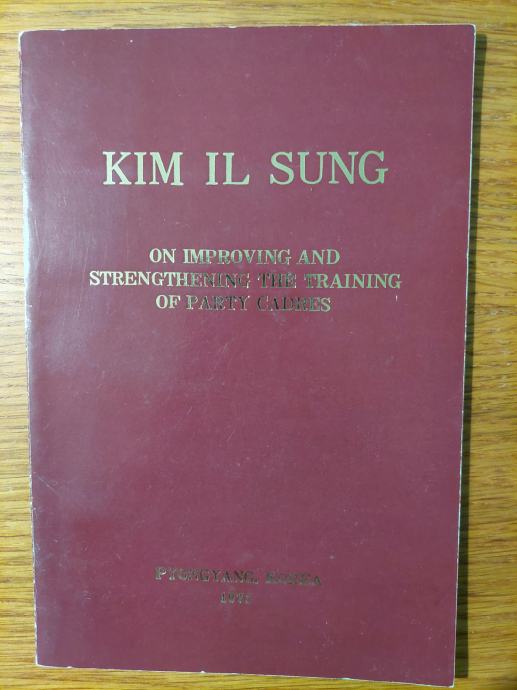 KIM IL SUNG
ON IMPROVING AND
STRENGTHENING THE TRAINING
OF PARTY CADRES
PYONGYANG, KOREA